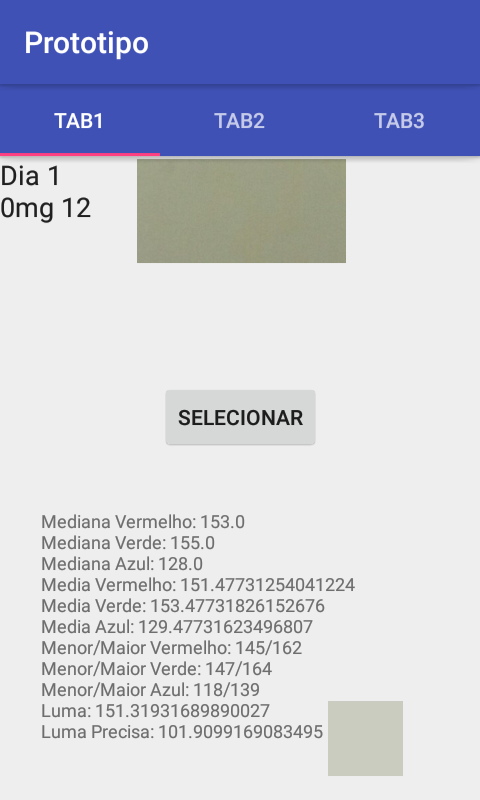 Prototipo
TAB1 TAB2 TAB3
Dia 1
0mg 12
SELECIONAR
Mediana Vermelho: 153.0
Mediana Verde: 155.0
Mediana Azul: 128.0
Media Vermelho: 151.47731254041224
Media Verde: 153.47731826152676
Media Azul: 129.47731623496807
Menor/Maior Vermelho: 145/162
Menor/Maior Verde: 147/164
Menor/Maior Azul: 118/139
Luma: 151.31931689890027
Luma Precisa: 101.9099169083495